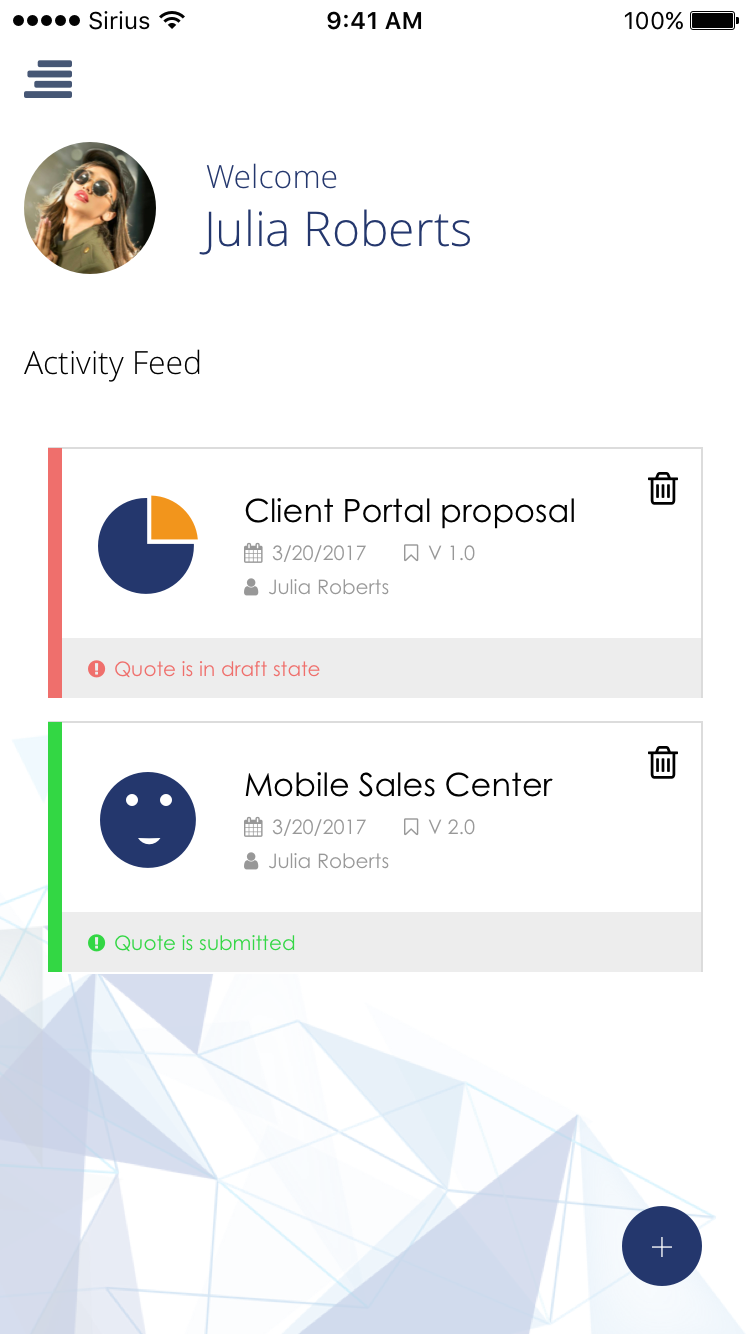 Sirius 9:41 AM 100%
Welcome
Julia Roberts
Activity Feed
Client Portal proposal
3/20/2017 V 1.0
Julia Roberts
Quote is in draft state
Mobile Sales Center
3/20/2017 V 2.0
Julia Roberts
Quote is submitted